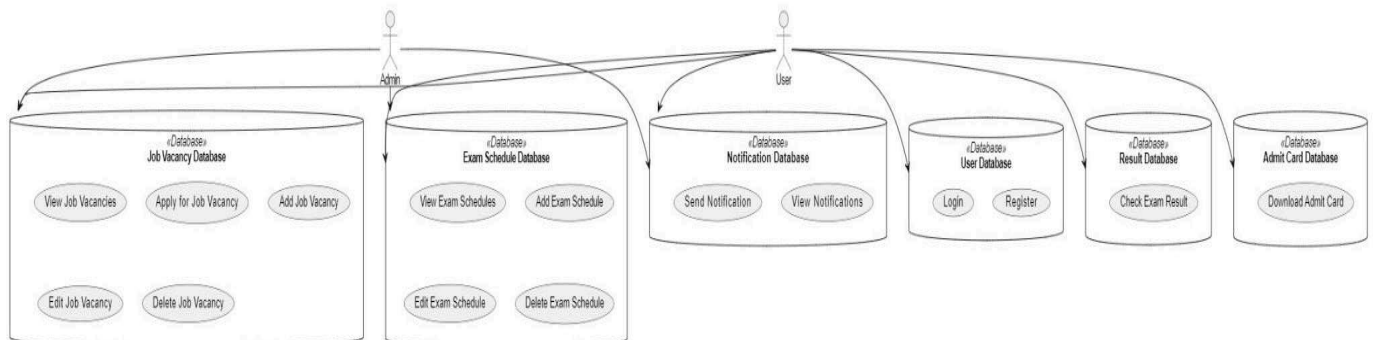 Admin
User
«Database»
Job Vacancy Database
View Job Vacancies
Apply for Job Vacancy
Add Job Vacancy
Edit Job Vacancy
Delete Job Vacancy
«Database»
Exam Schedule Database
View Exam Schedules
Add Exam Schedule
Edit Exam Schedule
Delete Exam Schedule
«Database»
Notification Database
Send Notification
View Notifications
«Database»
User Database
Login
Register
«Database»
Result Database
Check Exam Result
«Database»
Admit Card Database
Download Admit Card